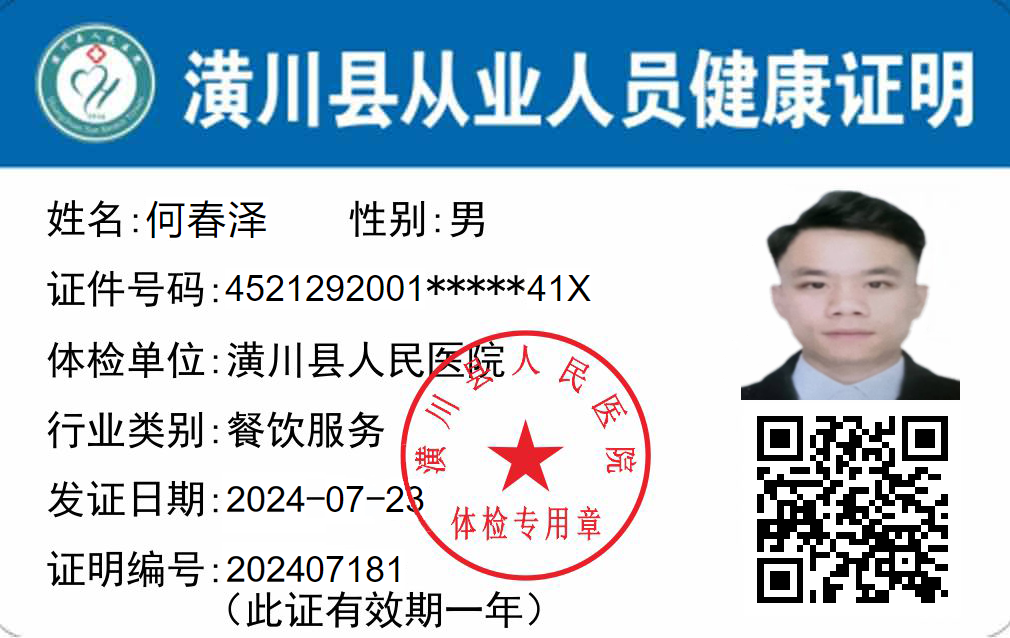 潢川县从业人员健康证明
姓名:何春泽 性别:男
证件号码:4521292001*****41X
体检单位:潢川县人民医院
行业类别:餐饮服务
发证日期:2024-07-23
证明编号:202407181
(此证有效期一年)
潢川县人民医院
体检专用章